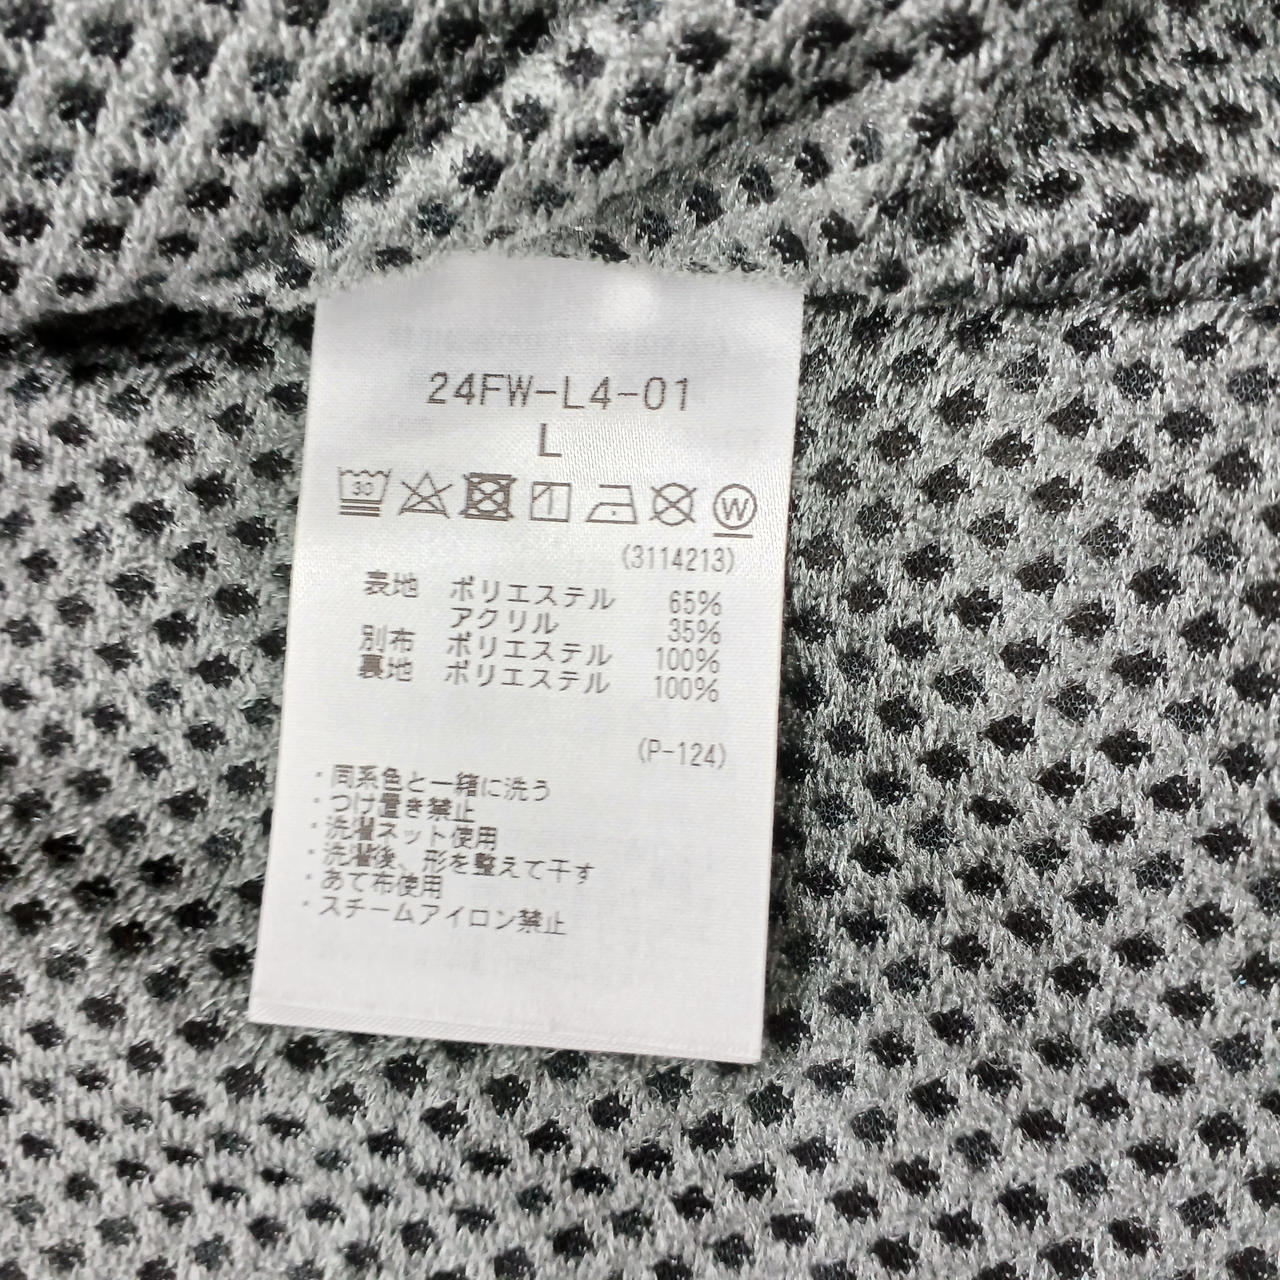 24FW-L4-01
L
30
W
(3114213)
表地 ポリエステル 65%
アクリル 35%
別布 ポリエステル 100%
裏地 ポリエステル 100%
(P-124)
・同系色と一緒に洗う
・つけ置き禁止
・洗濯ネット使用
・洗濯後、形を整えて干す
・あて布使用
・スチームアイロン禁止